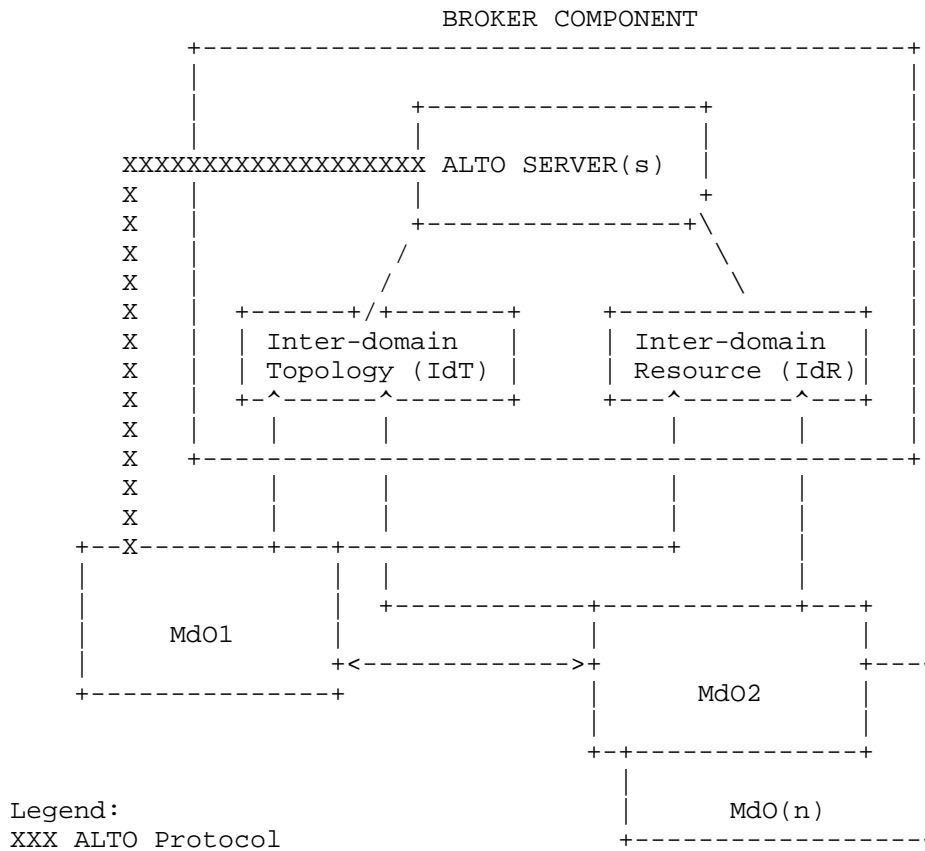 BROKER COMPONENT
ALTO SERVER(s)
Inter-domain
Topology (IdT)
Inter-domain
Resource (IdR)
MdO1
MdO2
MdO(n)
Legend:
XXX ALTO Protocol